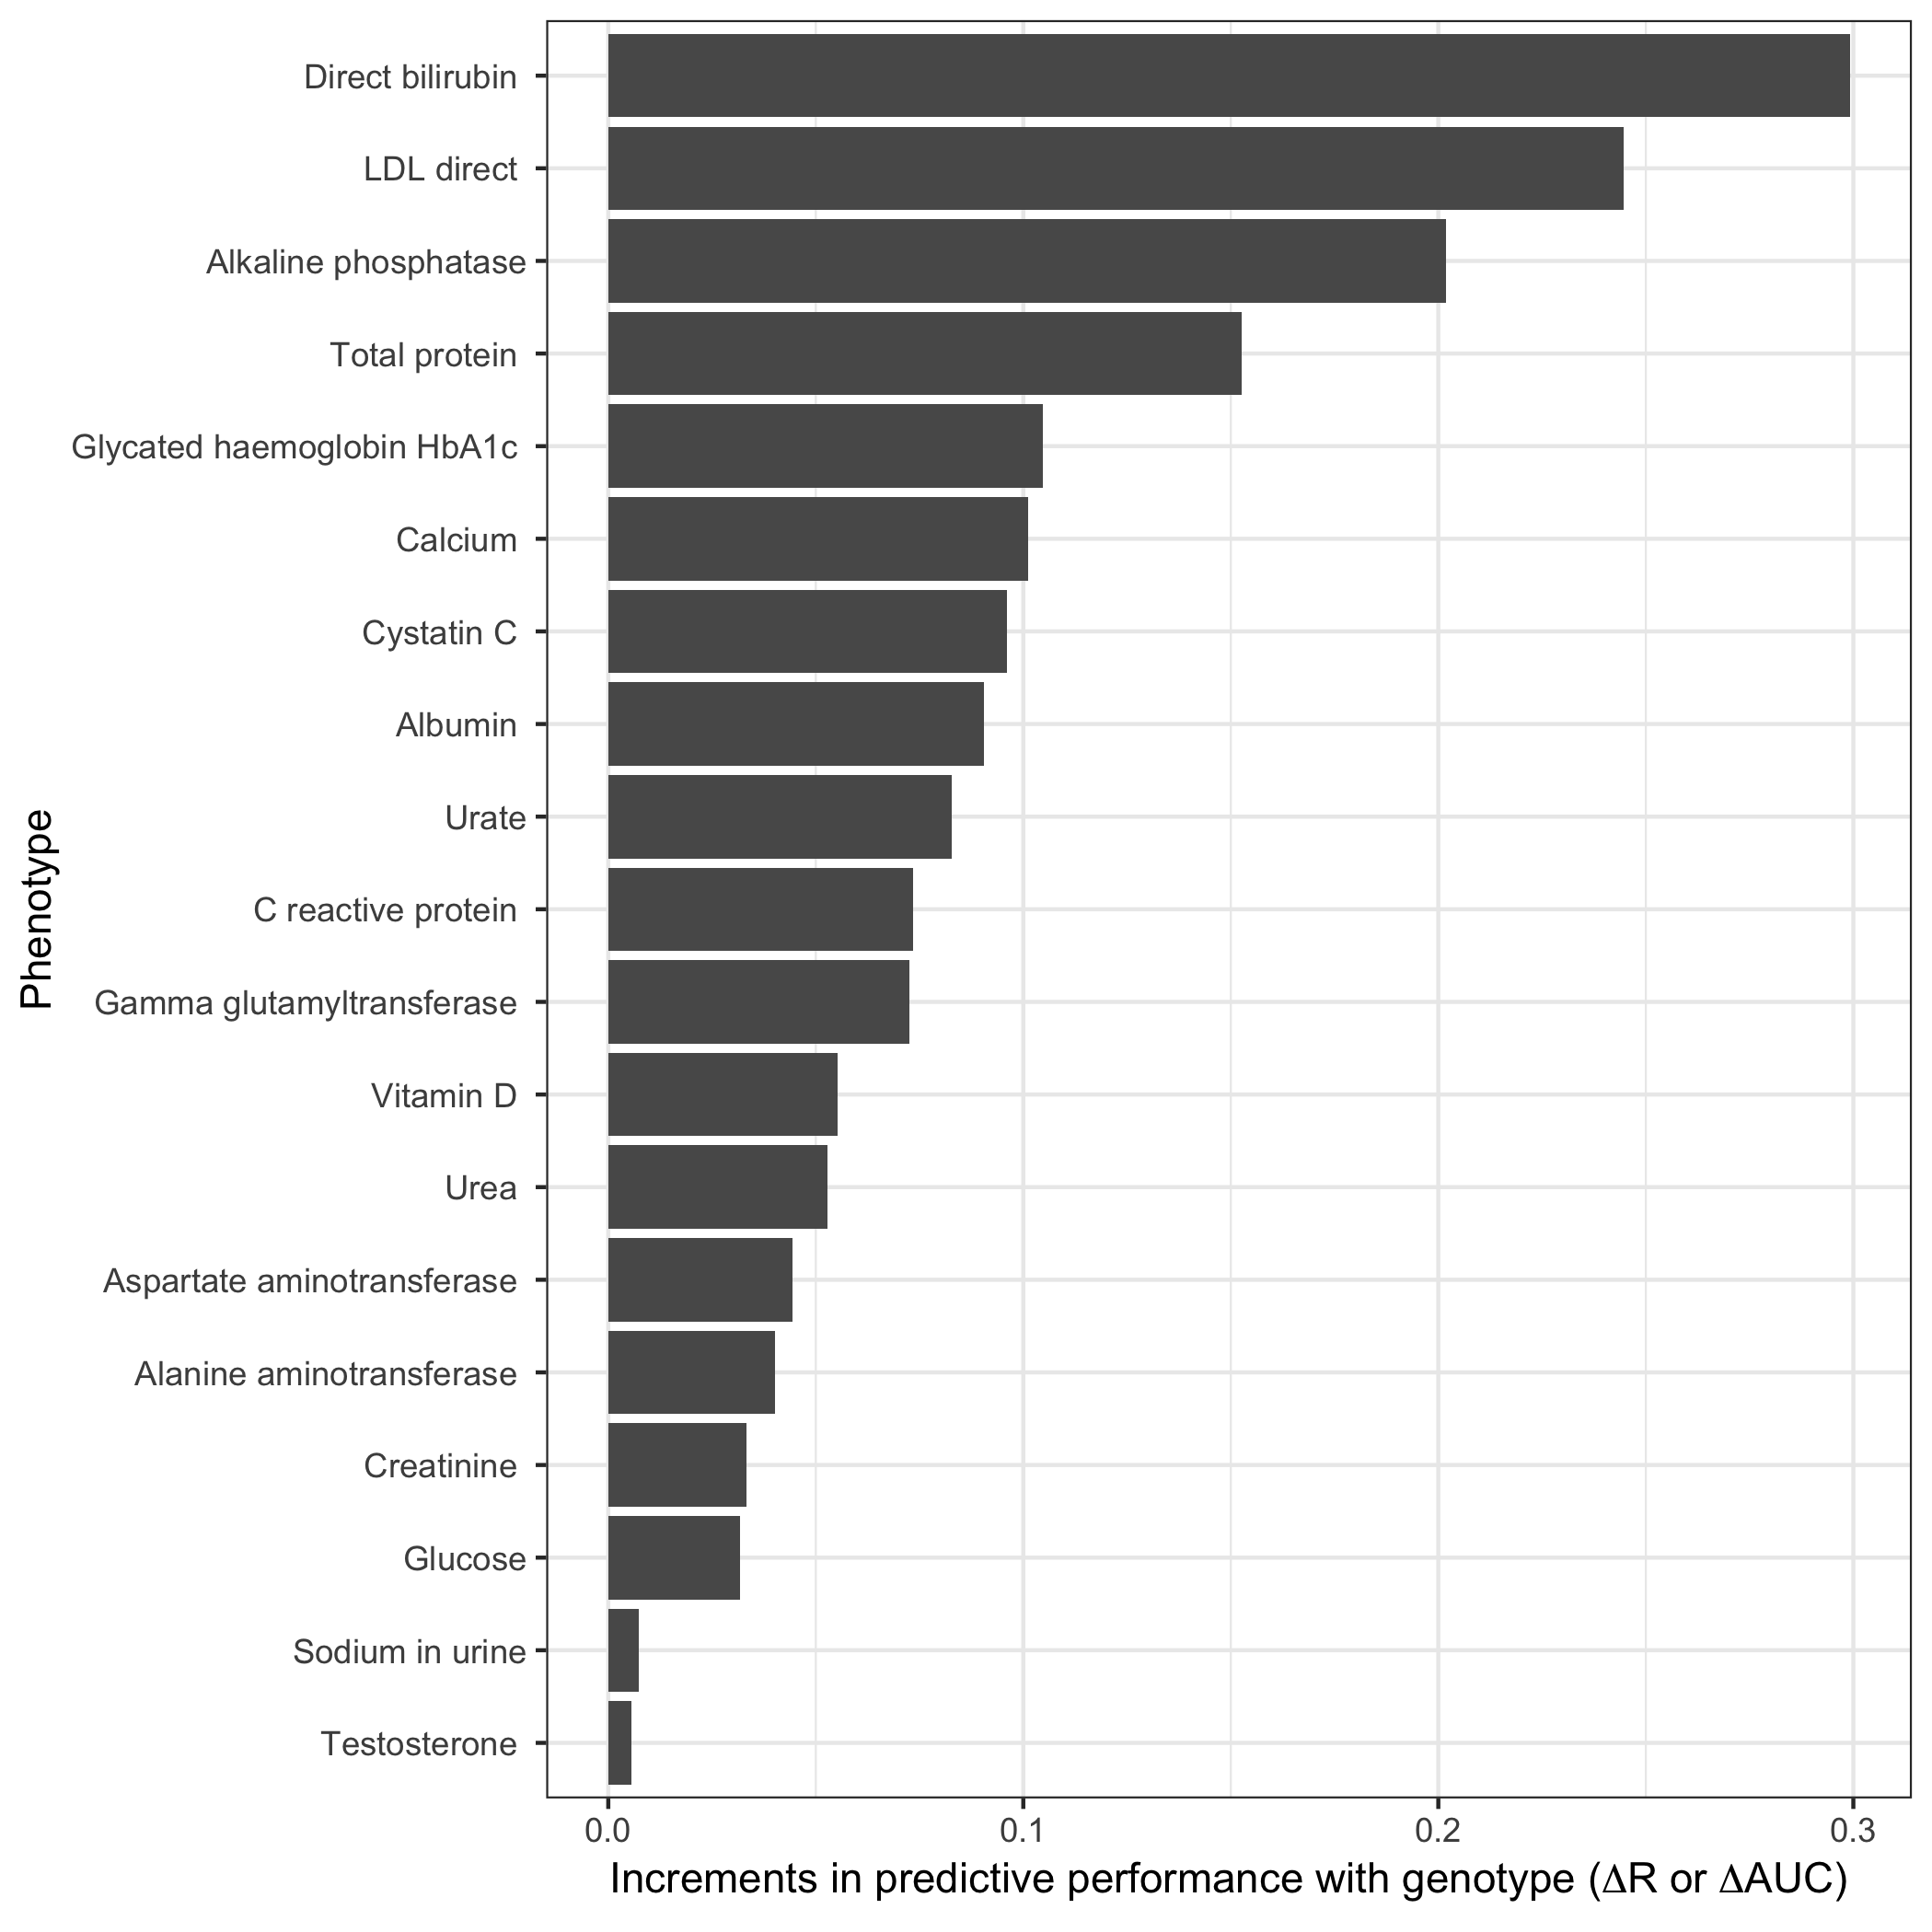 Direct bilirubin
LDL direct
Alkaline phosphatase
Total protein
Glycated haemoglobin HbA1c
Calcium
Cystatin C
Albumin
Urate
C reactive protein
Gamma glutamyltransferase
Vitamin D
Urea
Aspartate aminotransferase
Alanine aminotransferase
Creatinine
Glucose
Sodium in urine
Testosterone
Phenotype
0.0 0.1 0.2 0.3
Increments in predictive performance with genotype (ΔR or ΔAUC)